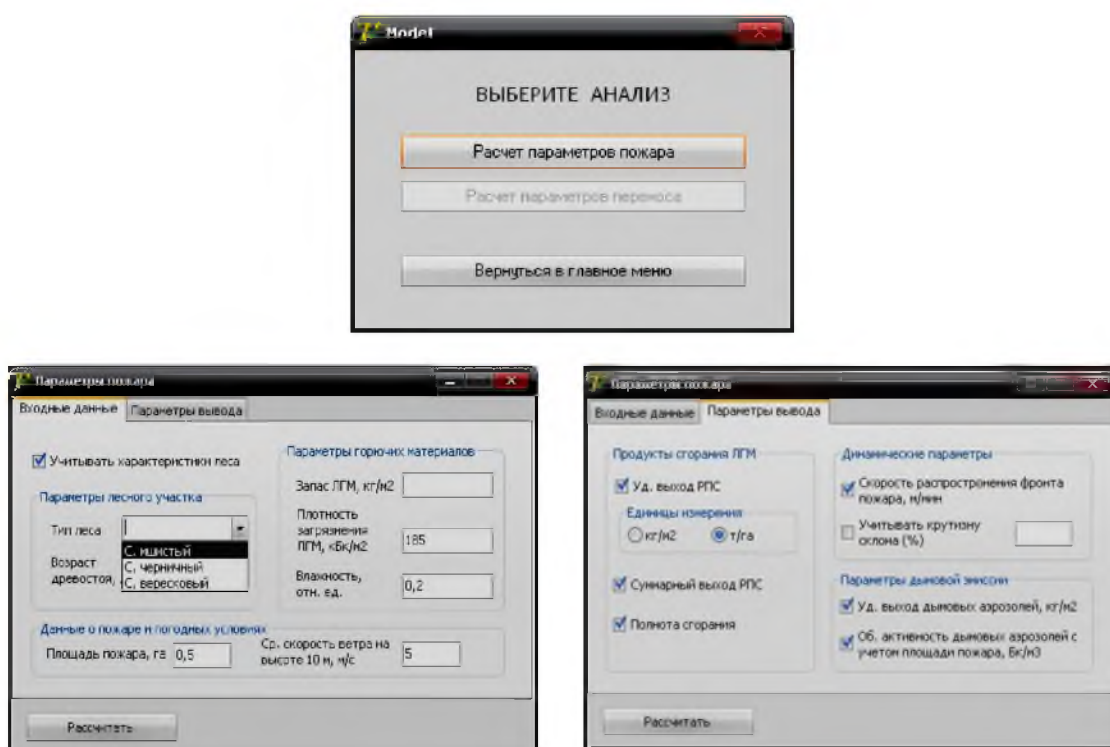 Model
ВЫБЕРИТЕ АНАЛИЗ
Расчет параметров пожара
Расчет параметров переноса
Вернуться в главное меню
Параметры пожара
Входные данные Параметры вывода
Учитывать характеристики леса
Параметры лесного участка
Тип леса
С. мшистый
С. черничный
С. вересковый
Возраст
древостоя,
Параметры горючих материалов
Запас ЛГМ, кг/м2
Плотность
загрязнения
ЛГМ, кБк/м2
185
Влажность,
отн. ед.
0,2
Данные о пожаре и погодных условиях
Площадь пожара, га 0,5
Ср. скорость ветра на
высоте 10 м, м/с
5
Рассчитать
Параметры пожара
Входные данные Параметры вывода
Продукты сгорания ЛГМ
Уд. выход РПС
Единицы измерения
кг/м2 т/га
Суммарный выход РПС
Полнота сгорания
Динамические параметры
Скорость распростронения фронта
пожара, м/мин
Учитывать крутизну
склона (%)
Параметры дымовой эмиссии
Уд. выход дымовых аэрозолей, кг/м2
Об. активность дымовых аэрозолей с
учетом площади пожара, Бк/м3
Рассчитать